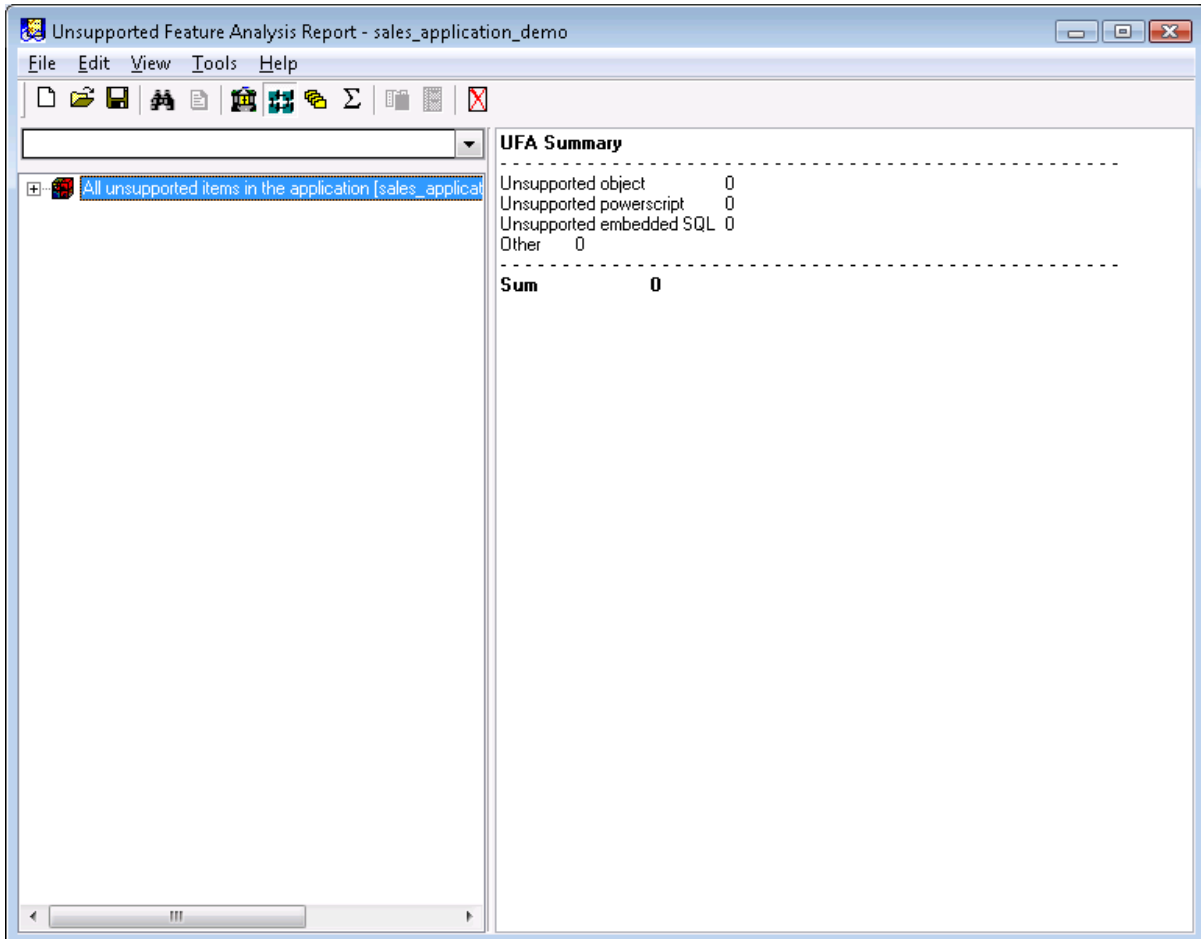 Unsupported Feature Analysis Report - sales_application_demo
File Edit View Tools Help
UFA Summary
- - - - - - - - - - - - - - - - - - - - - - - - - - - - - - - - - - - - - - - - - - - - - - - - - - -
All unsupported items in the application [sales_applicat
Unsupported object 0
Unsupported powerscript 0
Unsupported embedded SQL 0
Other 0
- - - - - - - - - - - - - - - - - - - - - - - - - - - - - - - - - - - - - - - - - - - - - - - - - - -
Sum 0